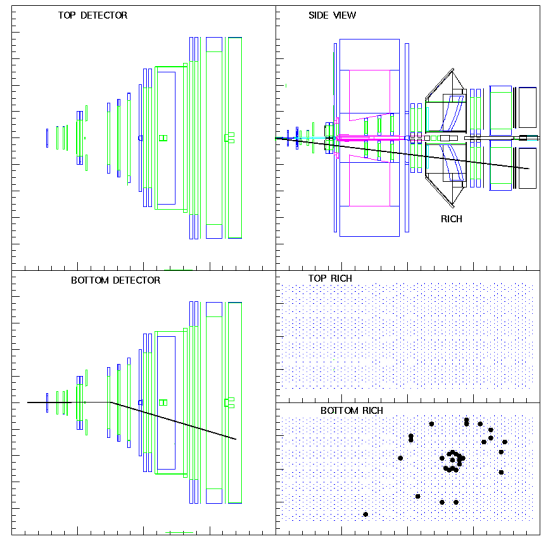 TOP DETECTOR
SIDE VIEW
RICH
BOTTOM DETECTOR
TOP RICH
BOTTOM RICH